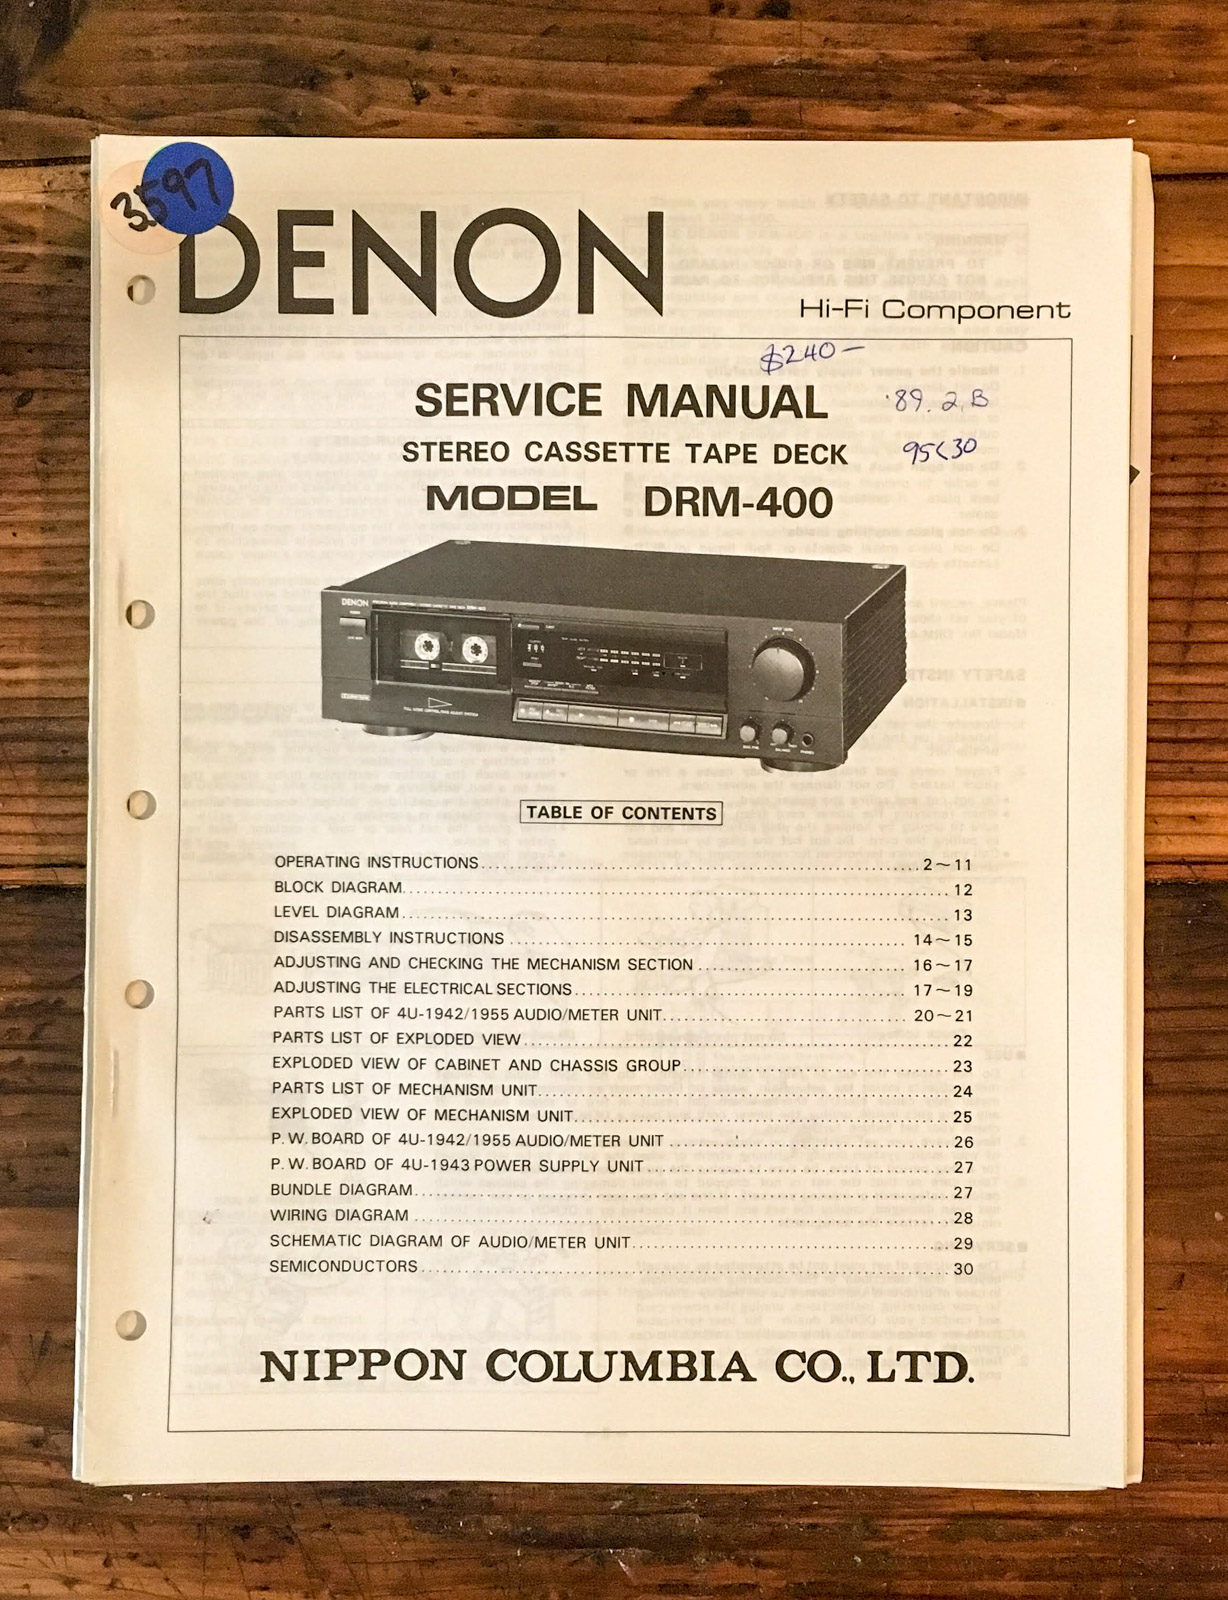 3597
DENON
Hi-Fi Component
$240-
'89. 2. B
95<30
SERVICE MANUAL
STEREO CASSETTE TAPE DECK
MODEL DRM-400
DENON
TABLE OF CONTENTS
OPERATING INSTRUCTIONS 2~11
BLOCK DIAGRAM 12
LEVEL DIAGRAM 13
DISASSEMBLY INSTRUCTIONS 14~15
ADJUSTING AND CHECKING THE MECHANISM SECTION 16~17
ADJUSTING THE ELECTRICAL SECTIONS 17~19
PARTS LIST OF 4U-1942/1955 AUDIO/METER UNIT 20~21
PARTS LIST OF EXPLODED VIEW 22
EXPLODED VIEW OF CABINET AND CHASSIS GROUP 23
PARTS LIST OF MECHANISM UNIT 24
EXPLODED VIEW OF MECHANISM UNIT 25
P.W.BOARD OF 4U-1942/1955 AUDIO/METER UNIT 26
P.W.BOARD OF 4U-1943 POWER SUPPLY UNIT 27
BUNDLE DIAGRAM 27
WIRING DIAGRAM 28
SCHEMATIC DIAGRAM OF AUDIO/METER UNIT 29
SEMICONDUCTORS 30
NIPPON COLUMBIA CO., LTD.